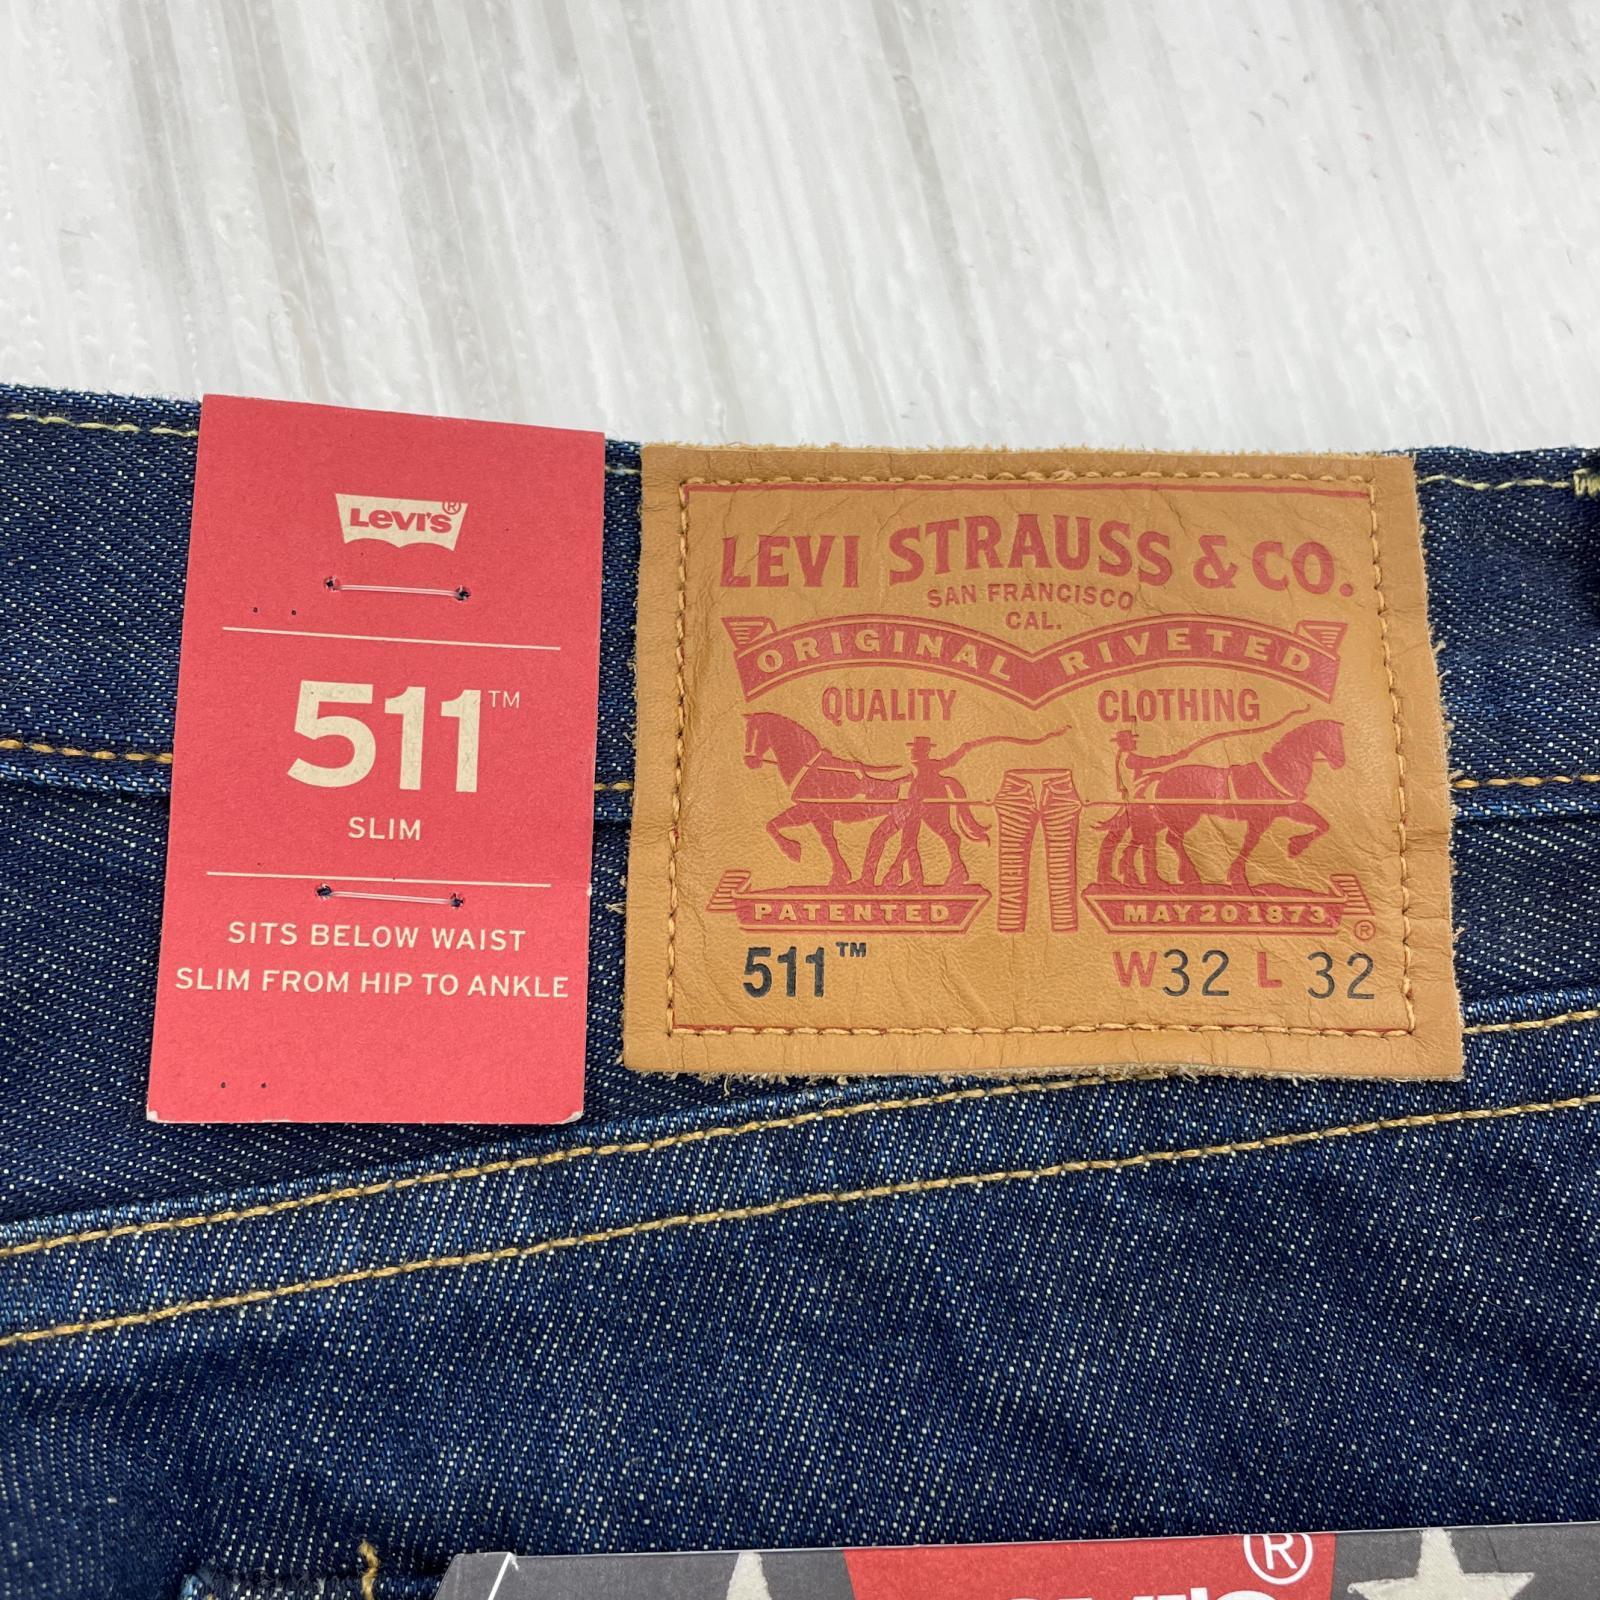 Levi's®
511™
SLIM
SITS BELOW WAIST
SLIM FROM HIP TO ANKLE
LEVI STRAUSS & CO.
SAN FRANCISCO
CAL.
ORIGINAL RIVETED
QUALITY CLOTHING
PATENTED MAY 20 1873 ®
511™ W32 L 32
®